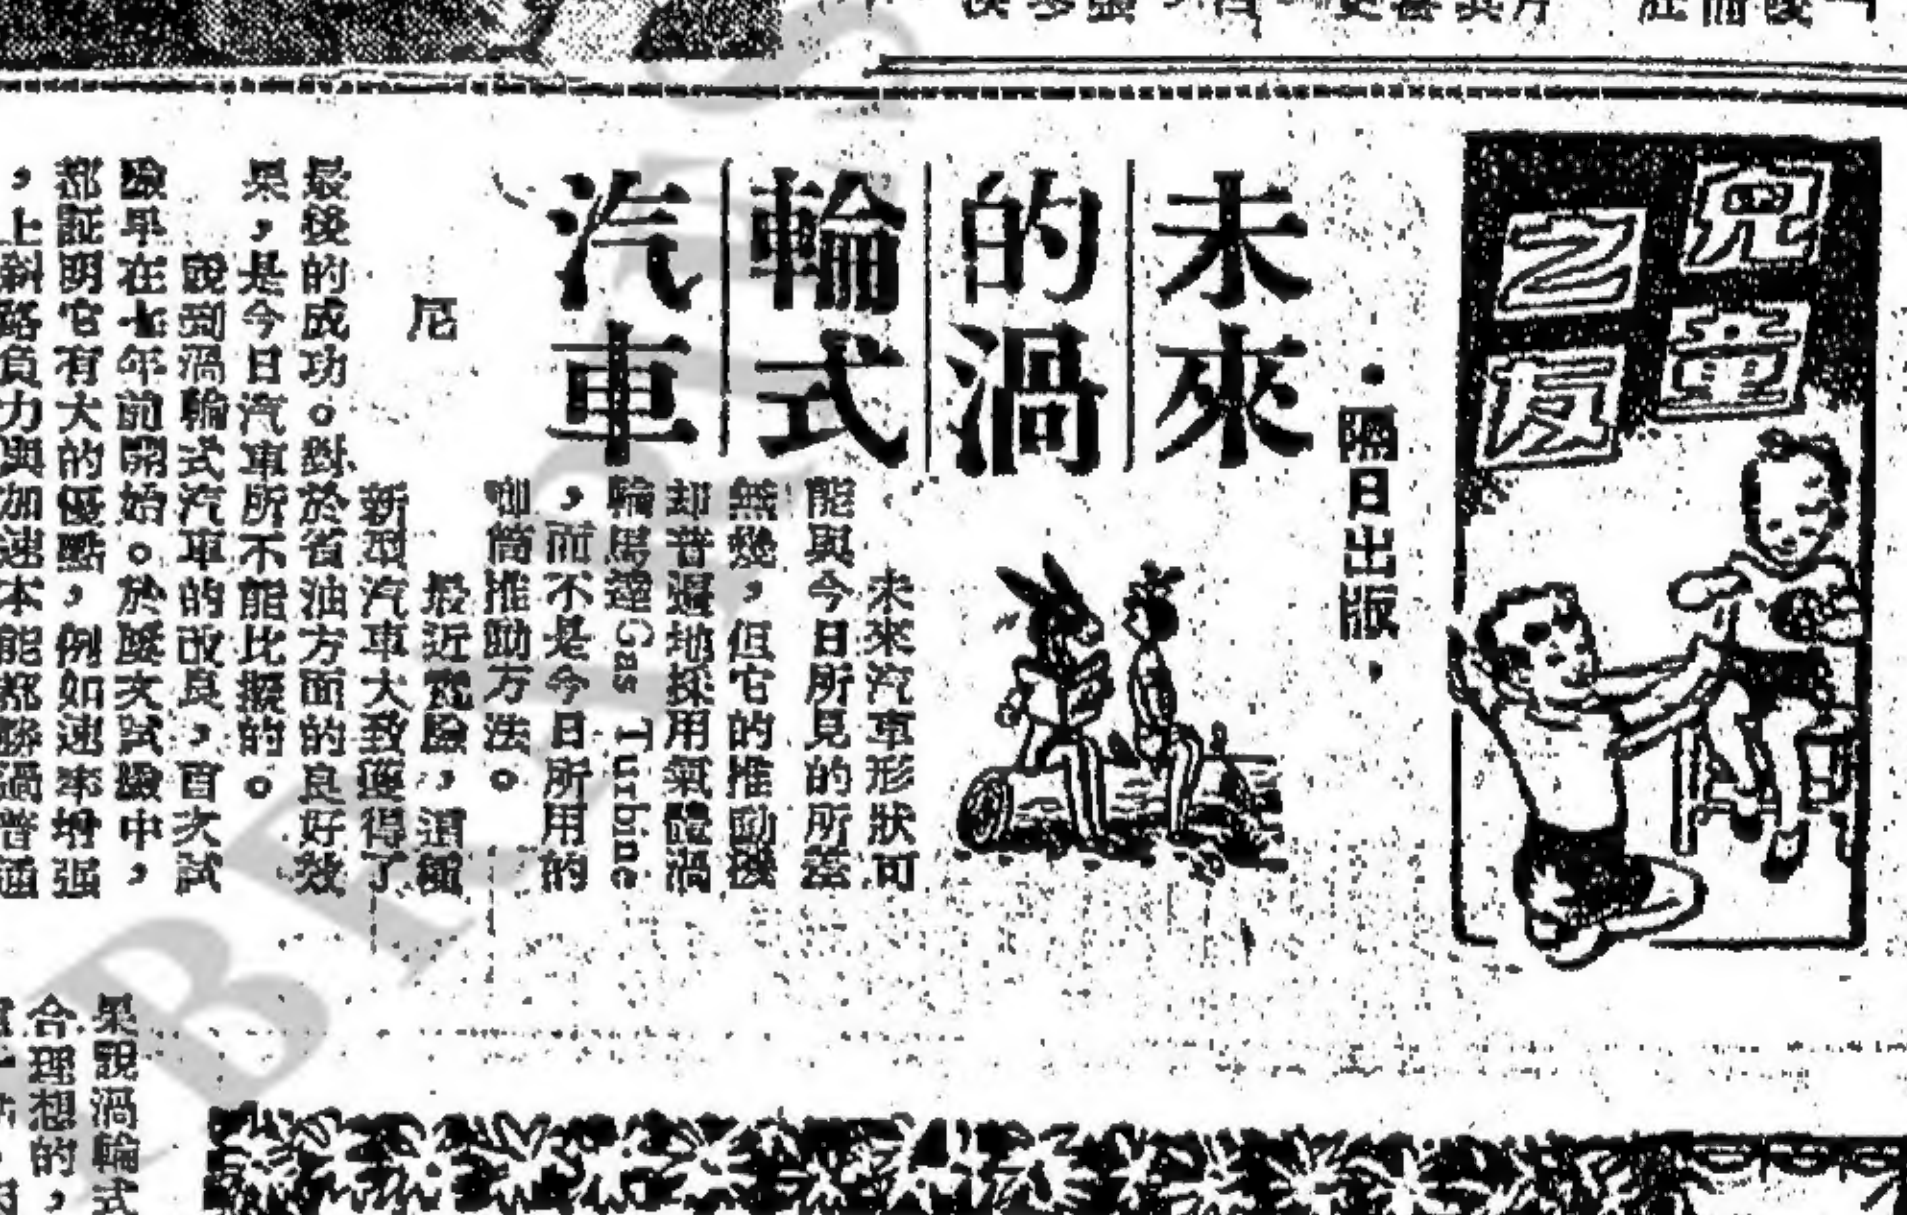 兒童
之友
·隔日出版·
未來
的渦
輪式
汽車
尼
未來汽車形狀可
能與今日所見的所差
無幾，但它的推動機
却普遍地採用氣體渦
輪馬達Gas Turbine
，而不是今日所用的
唧筒推動方法。
最近實驗，這種
新型汽車大致獲得了
最後的成功。對於省油方面的良好效
果，是今日汽車所不能比擬的。
說到渦輪式汽車的改良，首次試
驗早在七年前開始。於歷次試驗中，
都証明它有大的優點，例如速率增强
，上斜路負力與加速本能都勝過普通
果說渦輪式
合理想的，